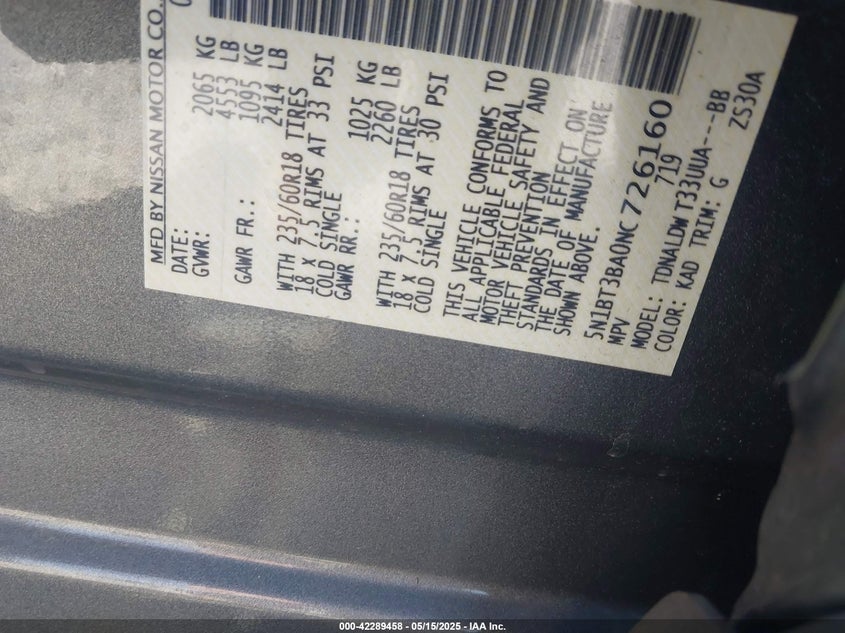 MFD BY NISSAN MOTOR CO.,
DATE:
GVWR: 2065 KG
4553 LB
GAWR FR.: 1095 KG
2414 LB
WITH 235/60R18 TIRES
18 X 7.5 RIMS AT 33 PSI
COLD SINGLE
GAWR RR.: 1025 KG
2260 LB
WITH 235/60R18 TIRES
18 X 7.5 RIMS AT 30 PSI
COLD SINGLE
THIS VEHICLE CONFORMS TO
ALL APPLICABLE FEDERAL
MOTOR VEHICLE SAFETY AND
THEFT PREVENTION
STANDARDS IN EFFECT ON
THE DATE OF MANUFACTURE
SHOWN ABOVE.
5N1BT3BA0NC726160
MPV 719
MODEL: TDNALDW T33UUA---BB
COLOR: KAD TRIM: G ZS30A
000-42289458 - 05/15/2025 - IAA Inc.